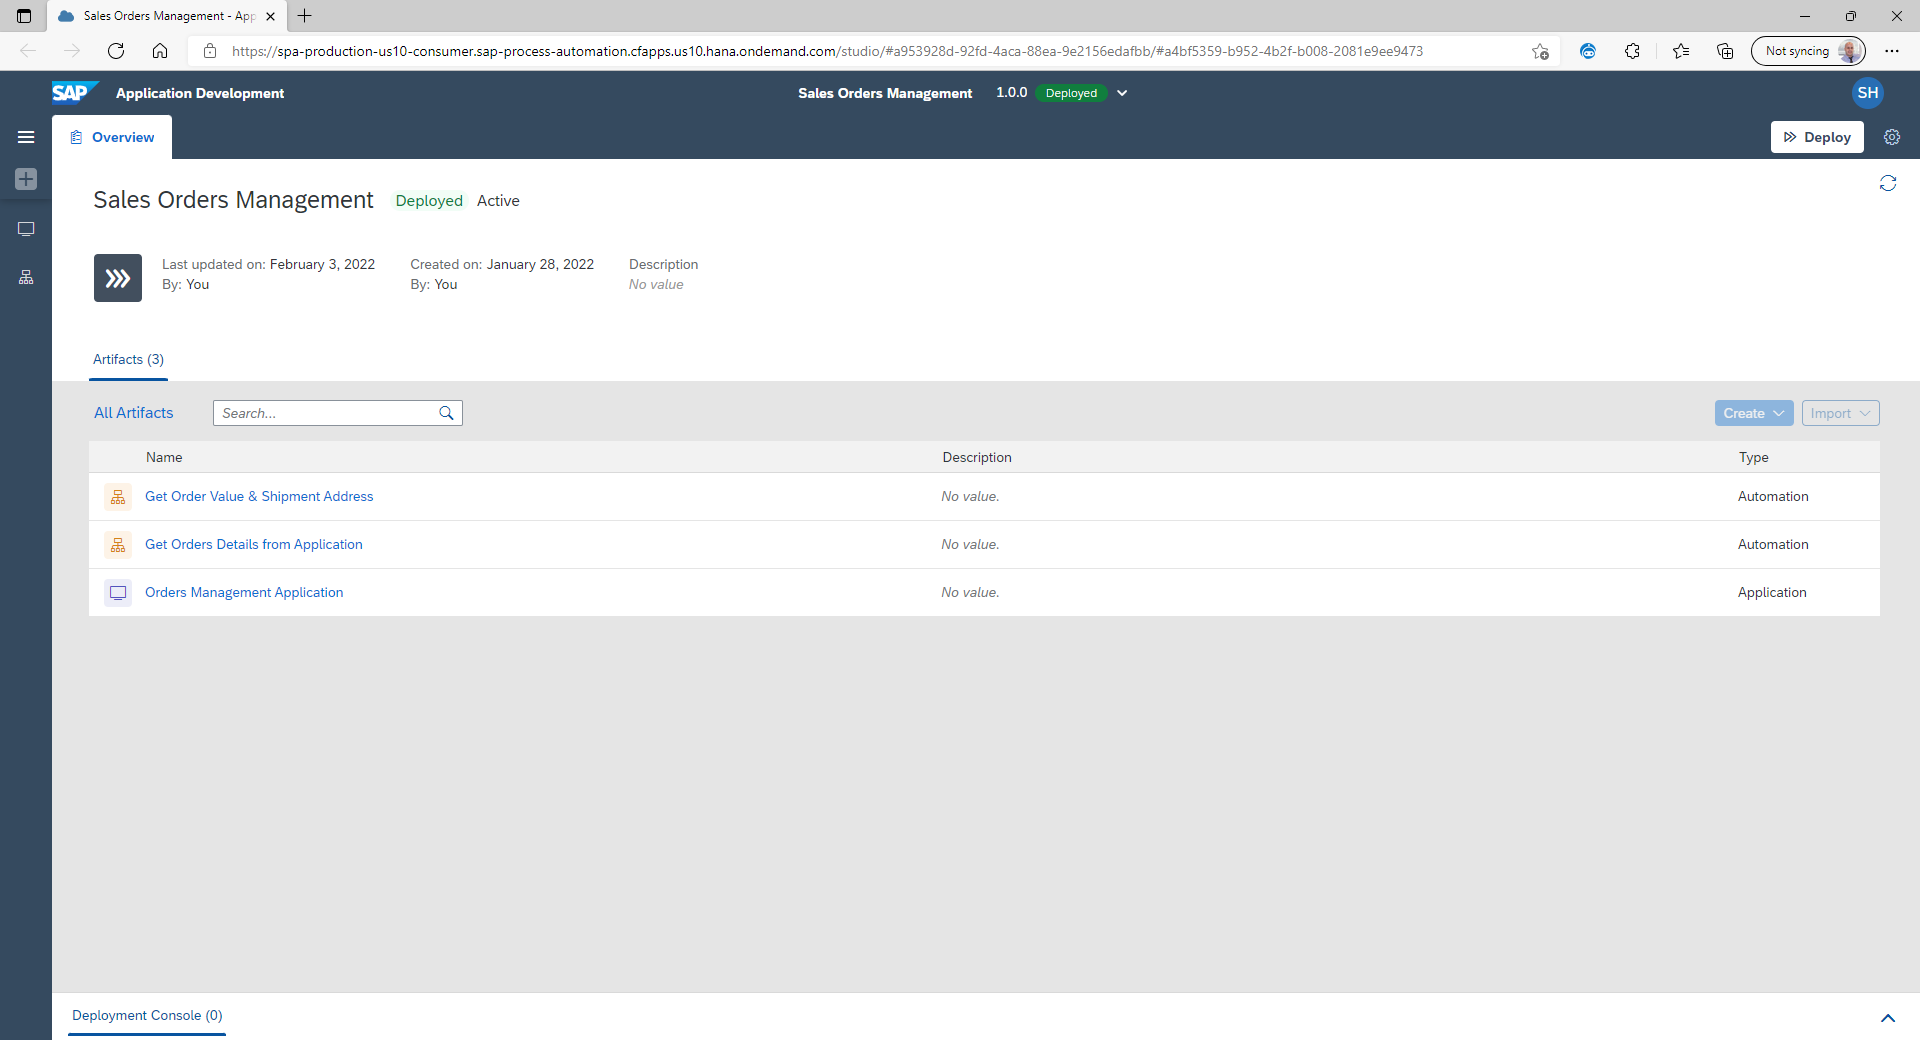 Sales Orders Management - App
Not syncing
https://spa-production-us10-consumer.sap-process-automation.cfapps.us10.hana.ondemand.com/studio/#a953928d-92fd-4aca-88ea-9e2156edafbb/#a4bf5359-b952-4b2f-b008-2081e9ee9473
SAP
Application Development
Sales Orders Management 1.0.0 Deployed
SH
Overview
Deploy
Sales Orders Management Deployed Active
Last updated on: February 3, 2022 Created on: January 28, 2022 Description
By: You By: You No value
Artifacts (3)
All Artifacts Search... Create Import
Name Description Type
Get Order Value & Shipment Address No value. Automation
Get Orders Details from Application No value. Automation
Orders Management Application No value. Application
Deployment Console (0)